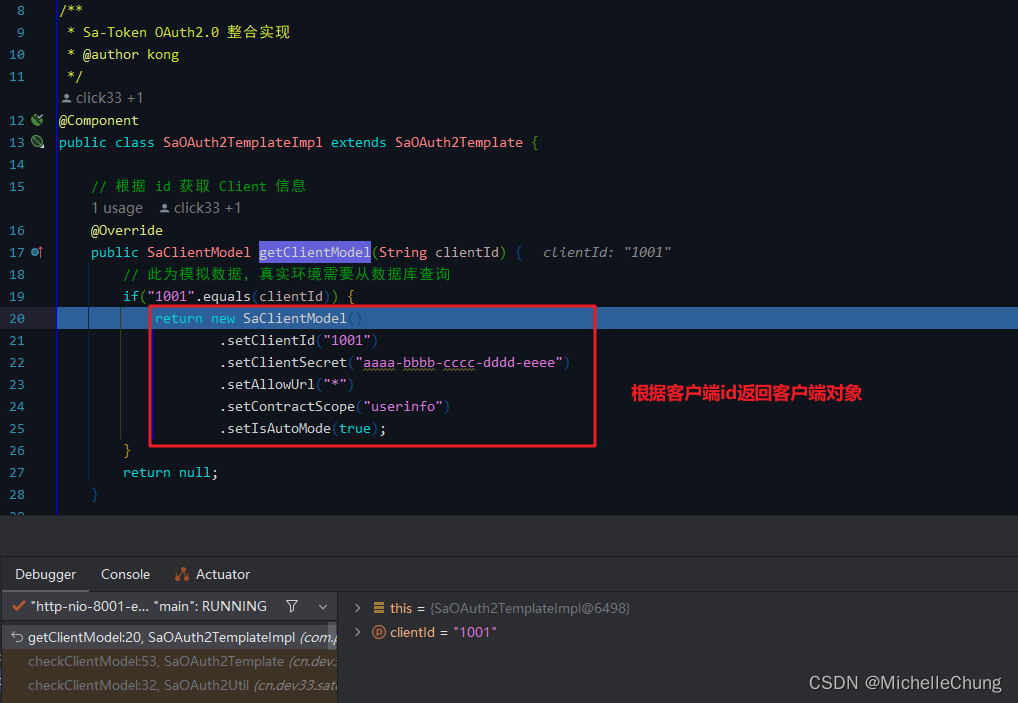 8 /**
9 * Sa-Token OAuth2.0 整合实现
10 * @author kong
11 */
click33 +1
12 @Component
13 public class SaOAuth2TemplateImpl extends SaOAuth2Template {
14
15 // 根据 id 获取 Client 信息
1 usage click33 +1
16 @Override
17 public SaClientModel getClientModel(String clientId) { clientId: "1001"
18 // 此为模拟数据，真实环境需要从数据库查询
19 if("1001".equals(clientId)) {
20 return new SaClientModel()
21 .setClientId("1001")
22 .setClientSecret("aaaa-bbbb-cccc-dddd-eeee")
23 .setAllowUrl("*")
24 .setContractScope("userinfo")
25 .setIsAutoMode(true);
根据客户端id返回客户端对象
26 }
27 return null;
28 }
29
Debugger Console Actuator
"http-nio-8001-e... "main": RUNNING
getClientModel:20, SaOAuth2TemplateImpl (com.p
checkClientModel:53, SaOAuth2Template (cn.dev3
checkClientModel:32, SaOAuth2Util (cn.dev33.sat
this = {SaOAuth2TemplateImpl@6498}
clientId = "1001"
CSDN @MichelleChung